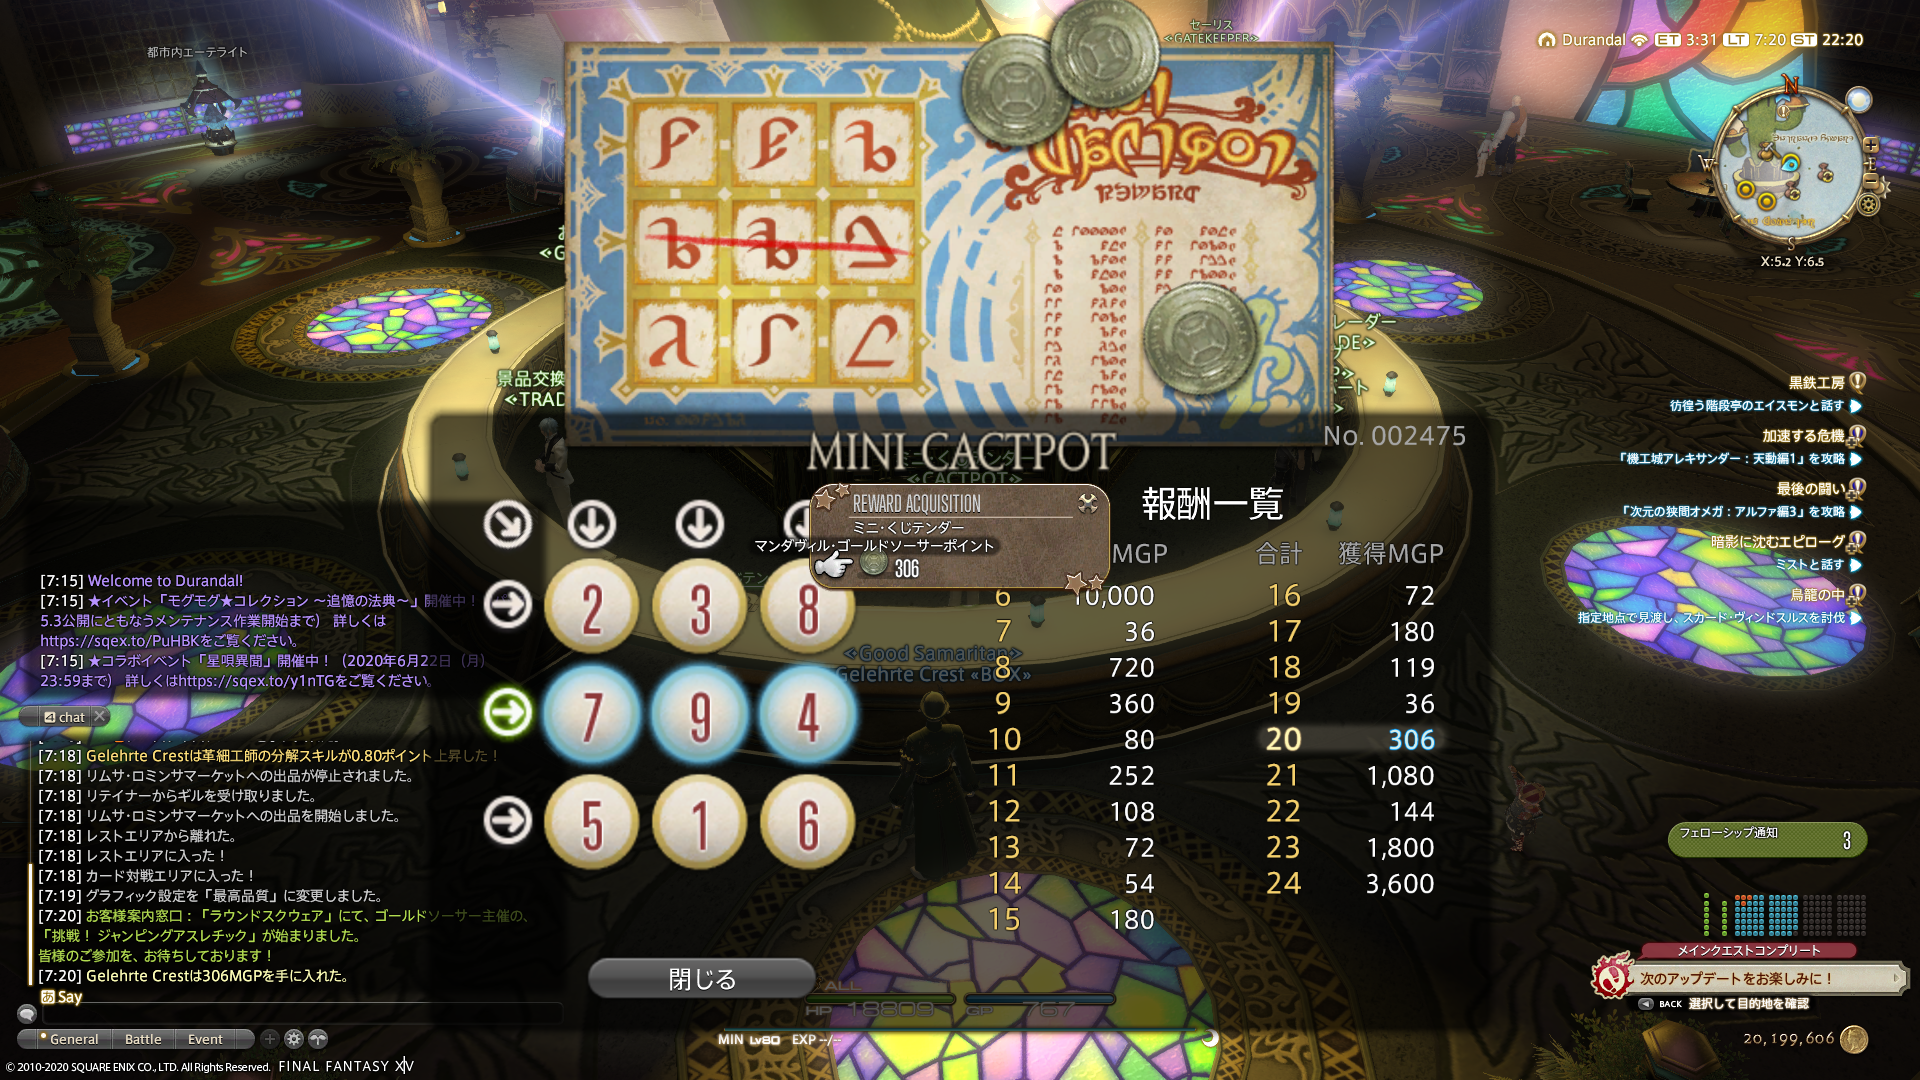 都市内エーテライト
セーリス
«GATEKEEPER»
Durandal ET 3:31 LT 7:20 ST 22:20
N
W
E
S
X:5.2 Y:6.5
景品交換
«TRAD
レーダー
DE»
No. 002475
MINI CACTPOT
«CACTPOT»
REWARD ACQUISITION
ミニ・くじテンダー
マンダヴィル・ゴールドソーサーポイント
306
報酬一覧
MGP 合計 獲得MGP
6 10,000 16 72
7 36 17 180
8 720 18 119
9 360 19 36
10 80 20 306
11 252 21 1,080
12 108 22 144
13 72 23 1,800
14 54 24 3,600
15 180
2 3 8
7 9 4
5 1 6
«Good Samaritan»
Gelehrte Crest «BOX»
閉じる
黒鉄工房
彷徨う階段亭のエイスモンと話す
加速する危機
「機工城アレキサンダー：天動編1」を攻略
最後の闘い
「次元の狭間オメガ：アルファ編3」を攻略
暗影に沈むエピローグ
ミストと話す
鳥籠の中
指定地点で見渡し、スカード・ヴィンドスルスを討伐
[7:15] Welcome to Durandal!
[7:15] ★イベント「モグモグ★コレクション ～追憶の法典～」開催中！
5.3公開にともなうメンテナンス作業開始まで） 詳しくは
https://sqex.to/PuHBKをご覧ください。
[7:15] ★コラボイベント「星唄異聞」開催中！（2020年6月22日（月）
23:59まで） 詳しくはhttps://sqex.to/y1nTGをご覧ください。
4 chat
[7:18] Gelehrte Crestは革細工師の分解スキルが0.80ポイント上昇した！
[7:18] リムサ・ロミンサマーケットへの出品が停止されました。
[7:18] リテイナーからギルを受け取りました。
[7:18] リムサ・ロミンサマーケットへの出品を開始しました。
[7:18] レストエリアから離れた。
[7:18] レストエリアに入った！
[7:18] カード対戦エリアに入った！
[7:19] グラフィック設定を「最高品質」に変更しました。
[7:20] お客様案内窓口：「ラウンドスクウェア」にて、ゴールドソーサー主催の、
「挑戦！ ジャンピングアスレチック」が始まりました。
皆様のご参加を、お待ちしております！
[7:20] Gelehrte Crestは306MGPを手に入れた。
あ Say
General Battle Event
ALL
HP 18808 GP 767
MIN Lv80 EXP --/--
フェローシップ通知 3
メインクエストコンプリート
次のアップデートをお楽しみに！
BACK 選択して目的地を確認
20,199,606
© 2010-2020 SQUARE ENIX CO., LTD. All Rights Reserved. FINAL FANTASY XIV